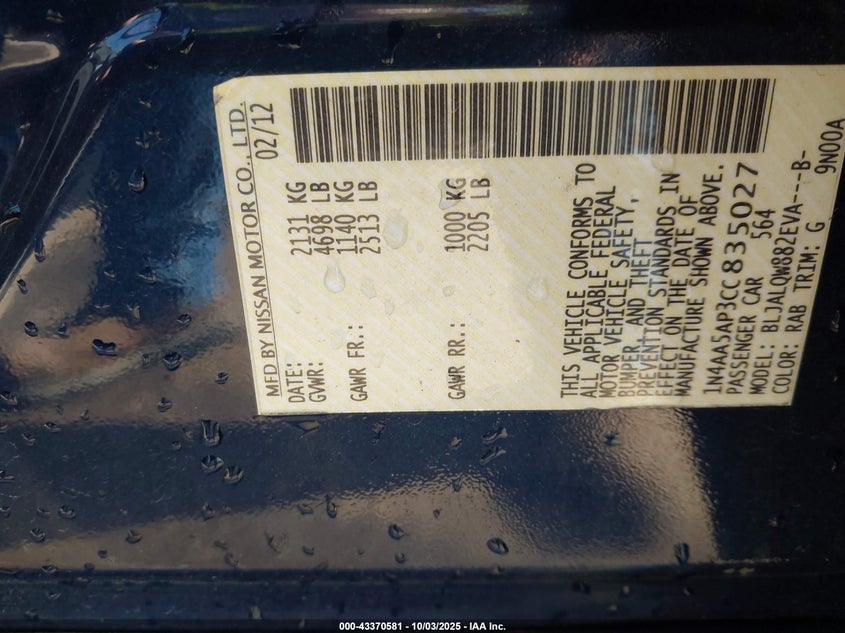 MFD BY NISSAN MOTOR CO., LTD.
DATE: 02/12
GVWR: 2131 KG
4698 LB
GAWR FR.: 1140 KG
2513 LB
GAWR RR.: 1000 KG
2205 LB
THIS VEHICLE CONFORMS TO
ALL APPLICABLE FEDERAL
MOTOR VEHICLE SAFETY,
BUMPER, AND THEFT
PREVENTION STANDARDS IN
EFFECT ON THE DATE OF
MANUFACTURE SHOWN ABOVE.
1N4AA5AP3CC835027
PASSENGER CAR 564
MODEL: BLJALQW882EVA---B-
COLOR: RAB TRIM: G 9N00A
000-43370581 - 10/03/2025 - IAA Inc.